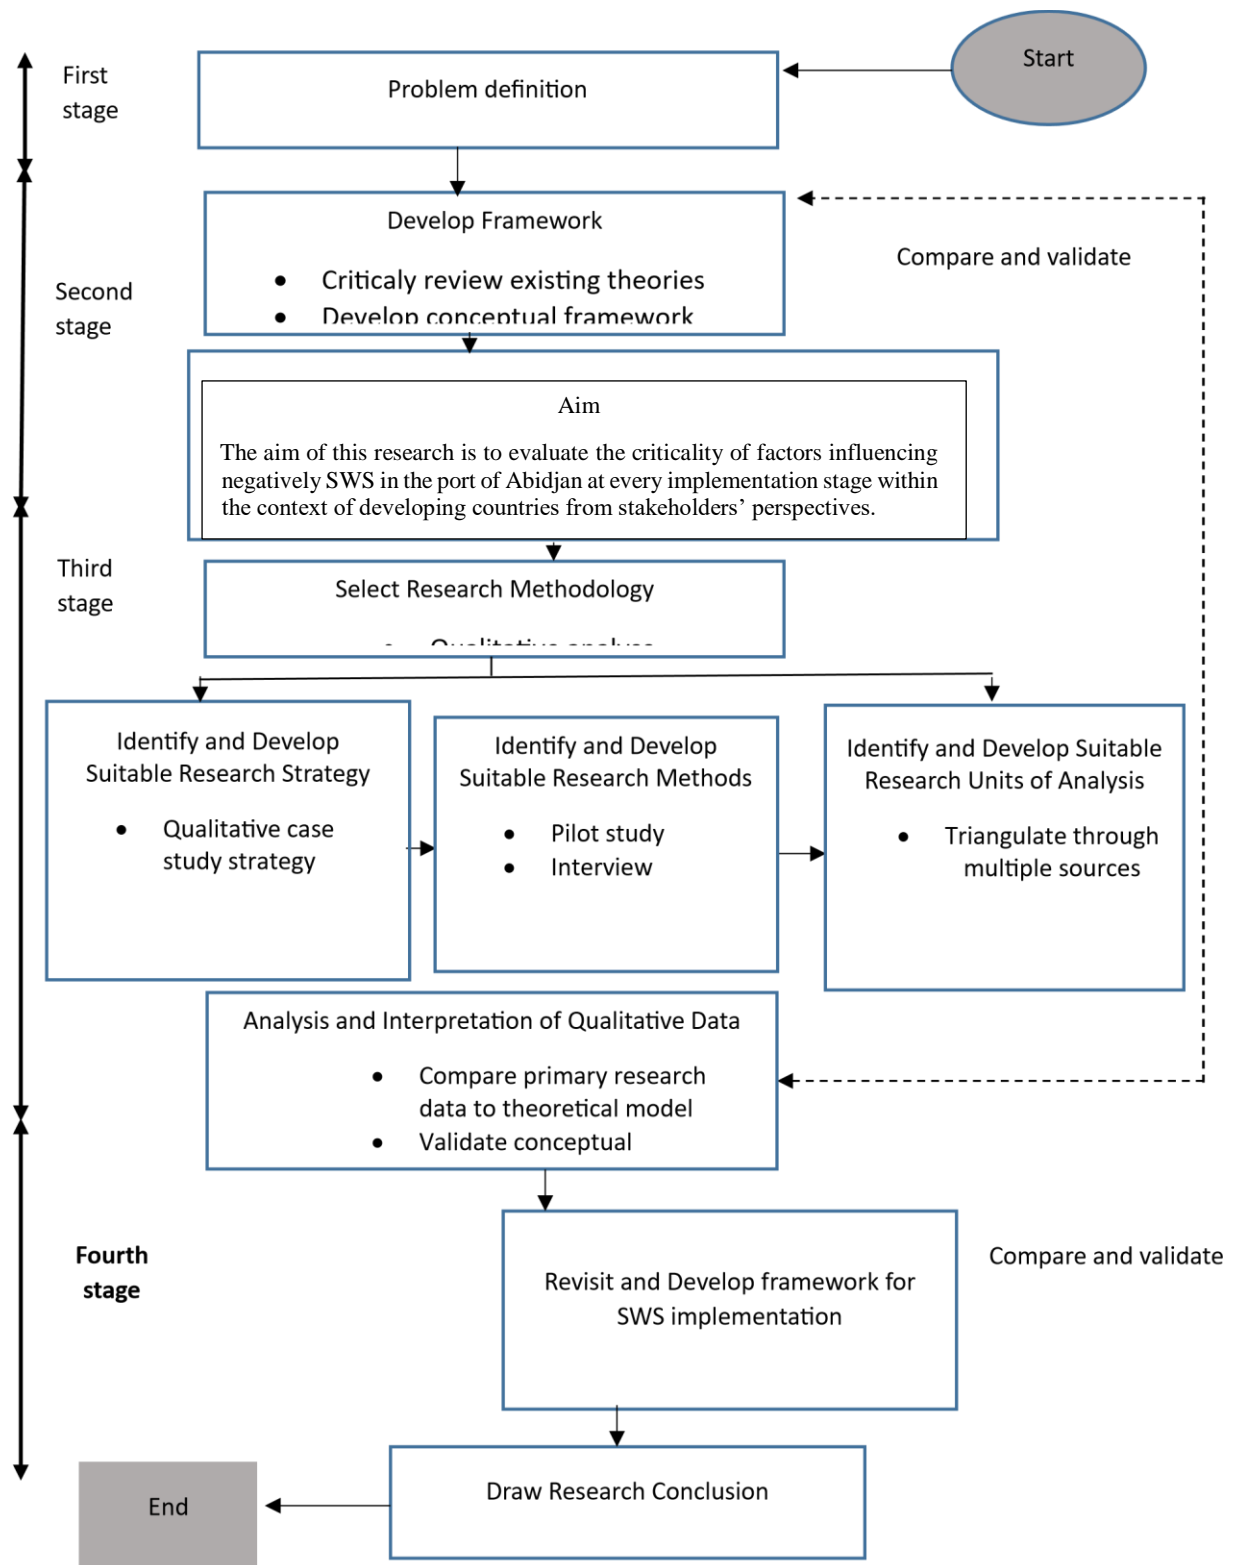 Start
First
stage
Problem definition
Develop Framework
• Criticaly review existing theories
• Develop conceptual framework
Compare and validate
Second
stage
Aim
The aim of this research is to evaluate the criticality of factors influencing
negatively SWS in the port of Abidjan at every implementation stage within
the context of developing countries from stakeholders’ perspectives.
Third
stage
Select Research Methodology
• Qualitative
Identify and Develop
Suitable Research Strategy
• Qualitative case
study strategy
Identify and Develop
Suitable Research Methods
• Pilot study
• Interview
Identify and Develop Suitable
Research Units of Analysis
• Triangulate through
multiple sources
Analysis and Interpretation of Qualitative Data
• Compare primary research
data to theoretical model
• Validate conceptual
Fourth
stage
Revisit and Develop framework for
SWS implementation
Compare and validate
Draw Research Conclusion
End